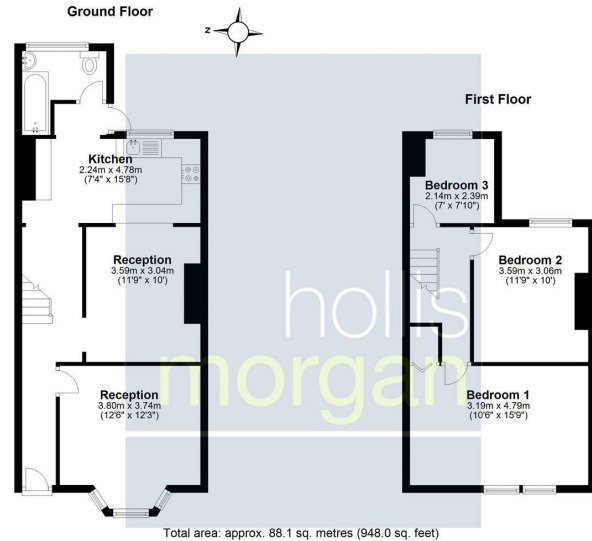 Ground Floor
Z
Kitchen
2.24m x 4.78m
(7'4" x 15'8")
Reception
3.59m x 3.04m
(11'9" x 10')
Reception
3.80m x 3.74m
(12'6" x 12'3")
First Floor
Bedroom 3
2.14m x 2.39m
(7' x 7'10")
Bedroom 2
3.59m x 3.06m
(11'9" x 10')
Bedroom 1
3.19m x 4.79m
(10'6" x 15'9")
hollis
morgan
Total area: approx. 88.1 sq. metres (948.0 sq. feet)